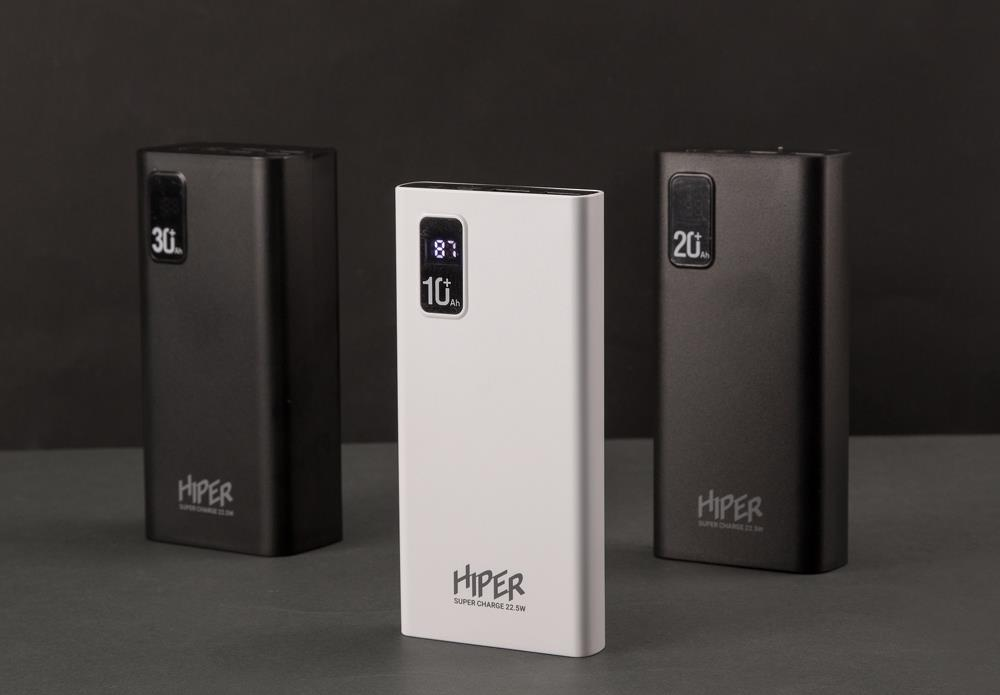 30+Ah
HIPER
SUPER CHARGE 22.5W
87
10+Ah
HIPER
SUPER CHARGE 22.5W
20+Ah
HIPER
SUPER CHARGE 22.5W